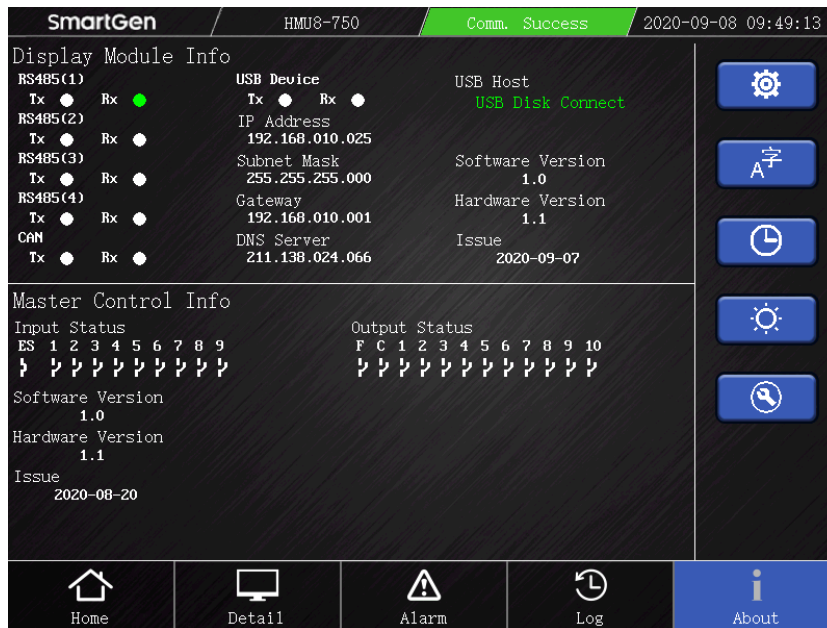 SmartGen HMU8-750 Comm. Success 2020-09-08 09:49:13
Display Module Info
RS485(1) USB Device USB Host
Tx Rx Tx Rx USB Disk Connect
RS485(2) IP Address
Tx Rx 192.168.010.025
RS485(3) Subnet Mask Software Version
Tx Rx 255.255.255.000 1.0
RS485(4) Gateway Hardware Version
Tx Rx 192.168.010.001 1.1
CAN DNS Server Issue
Tx Rx 211.138.024.066 2020-09-07
A字
Master Control Info
Input Status Output Status
ES 1 2 3 4 5 6 7 8 9 F C 1 2 3 4 5 6 7 8 9 10
Software Version
1.0
Hardware Version
1.1
Issue
2020-08-20
Home Detail Alarm Log About